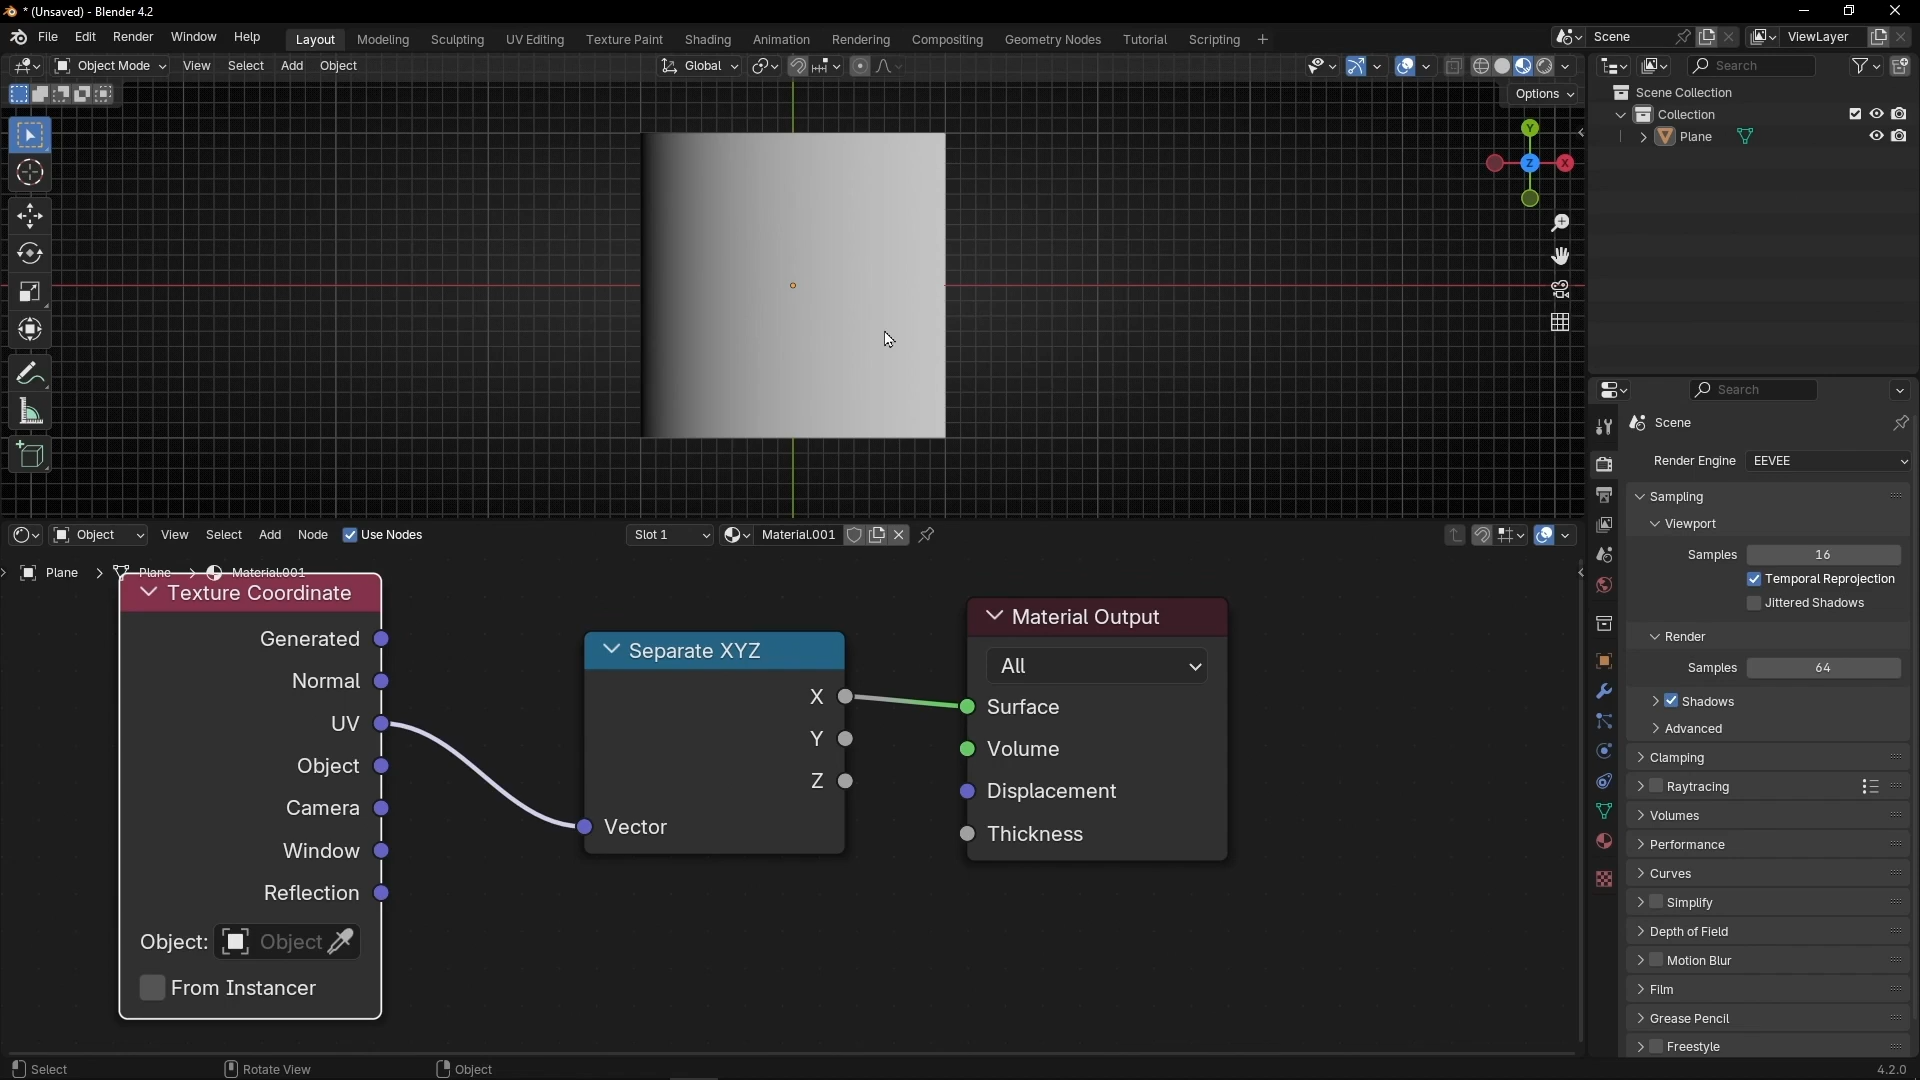 * (Unsaved) - Blender 4.2
File Edit Render Window Help Layout Modeling Sculpting UV Editing Texture Paint Shading Animation Rendering Compositing Geometry Nodes Tutorial Scripting + Scene ViewLayer
Object Mode View Select Add Object Global Search
Options
Scene Collection
Collection
Plane
Y
Z X
Search
Scene
Render Engine EEVEE
Sampling
Viewport
Samples 16
Temporal Reprojection
Jittered Shadows
Render
Samples 64
Shadows
Advanced
Clamping
Raytracing
Volumes
Performance
Curves
Simplify
Depth of Field
Motion Blur
Film
Grease Pencil
Freestyle
Object View Select Add Node Use Nodes Slot 1 Material.001
Plane > Plane > Material.001
Texture Coordinate
Generated
Normal
UV
Object
Camera
Window
Reflection
Object: Object
From Instancer
Separate XYZ
X
Y
Z
Vector
Material Output
All
Surface
Volume
Displacement
Thickness
Select Rotate View Object 4.2.0